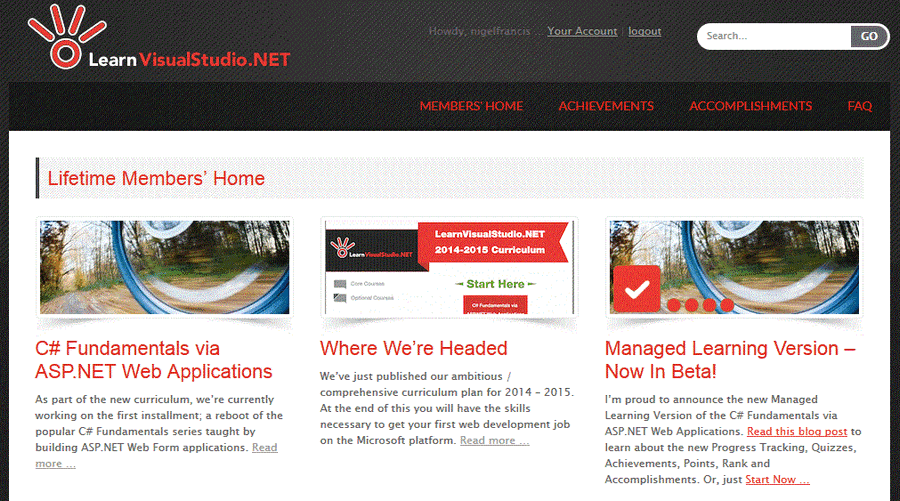 Howdy, nigelfrancis ... Your Account | logout
Search...
GO
Learn VisualStudio.NET
MEMBERS' HOME
ACHIEVEMENTS
ACCOMPLISHMENTS
FAQ
Lifetime Members' Home
LearnVisualStudio.NET
2014-2015 Curriculum
LearnVisualStudio.NET
Core Courses
Optional Courses
Start Here
C# Fundamentals via
C# Fundamentals via
ASP.NET Web Applications
As part of the new curriculum, we're currently
working on the first installment; a reboot of the
popular C# Fundamentals series taught by
building ASP.NET Web Form applications. Read
more ...
Where We're Headed
We've just published our ambitious /
comprehensive curriculum plan for 2014 – 2015.
At the end of this you will have the skills
necessary to get your first web development job
on the Microsoft platform. Read more ...
Managed Learning Version –
Now In Beta!
I'm proud to announce the new Managed
Learning Version of the C# Fundamentals via
ASP.NET Web Applications. Read this blog post to
learn about the new Progress Tracking, Quizzes,
Achievements, Points, Rank and
Accomplishments. Or, just Start Now ...